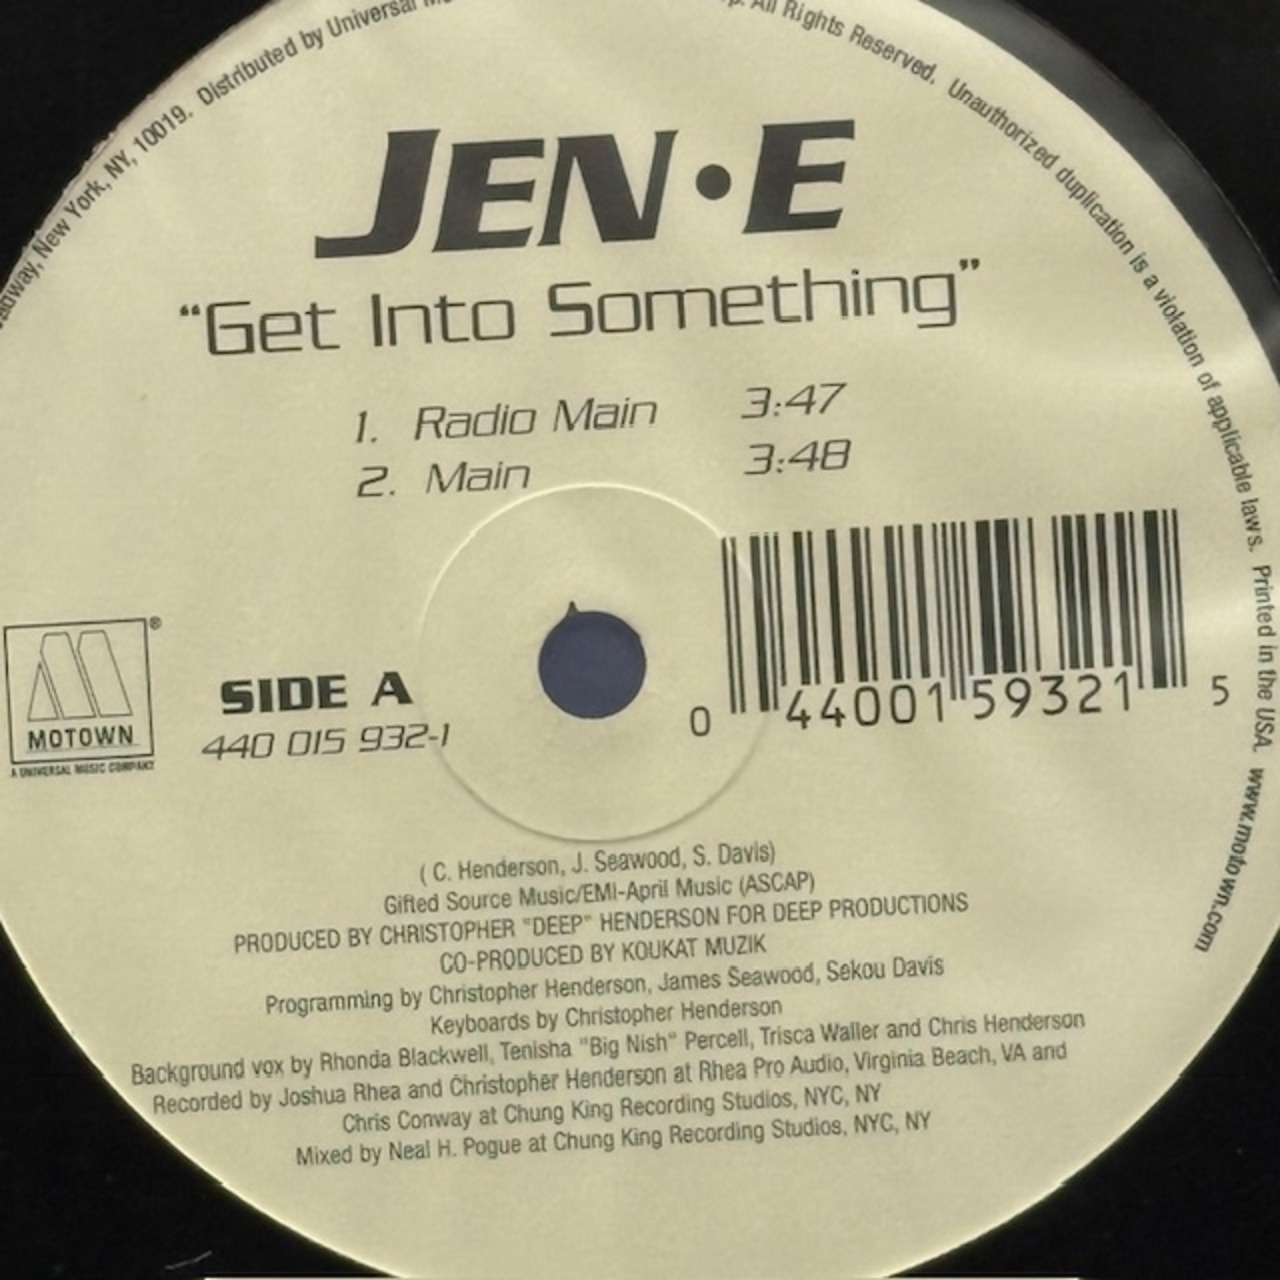 adway, New York, NY, 10019. Distributed by Universal
All Rights Reserved. Unauthorized duplication is a violation of applicable laws. Printed in the USA. www.motown.com
JEN•E
“Get Into Something”
1. Radio Main 3:47
2. Main 3:48
MOTOWN®
A UNIVERSAL MUSIC COMPANY
SIDE A
440 015 932-1
0 44001 59321 5
( C. Henderson, J. Seawood, S. Davis)
Gifted Source Music/EMI-April Music (ASCAP)
PRODUCED BY CHRISTOPHER "DEEP" HENDERSON FOR DEEP PRODUCTIONS
CO-PRODUCED BY KOUKAT MUZIK
Programming by Christopher Henderson, James Seawood, Sekou Davis
Keyboards by Christopher Henderson
Background vox by Rhonda Blackwell, Tenisha "Big Nish" Percell, Trisca Waller and Chris Henderson
Recorded by Joshua Rhea and Christopher Henderson at Rhea Pro Audio, Virginia Beach, VA and
Chris Conway at Chung King Recording Studios, NYC, NY
Mixed by Neal H. Pogue at Chung King Recording Studios, NYC, NY